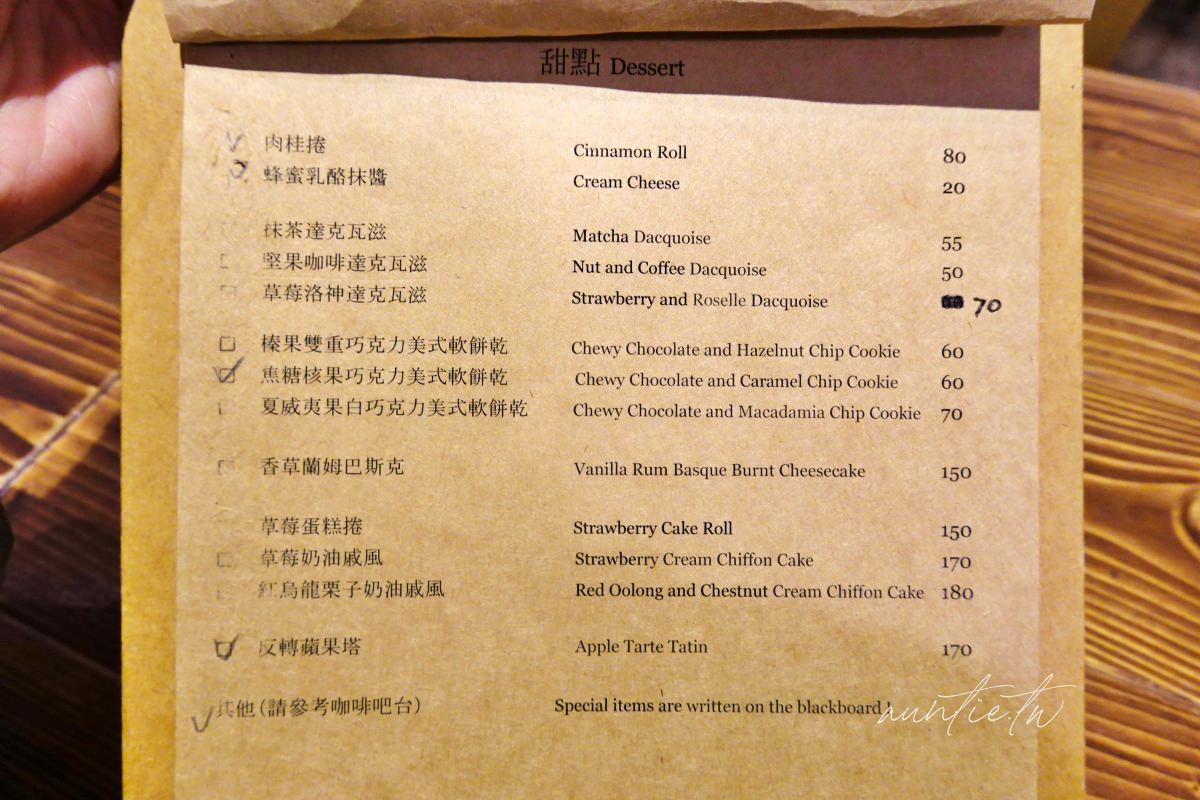 甜點 Dessert
肉桂捲 Cinnamon Roll 80
蜂蜜乳酪抹醬 Cream Cheese 20
抹茶達克瓦滋 Matcha Dacquoise 55
堅果咖啡達克瓦滋 Nut and Coffee Dacquoise 50
草莓洛神達克瓦滋 Strawberry and Roselle Dacquoise 70
榛果雙重巧克力美式軟餅乾 Chewy Chocolate and Hazelnut Chip Cookie 60
焦糖核果巧克力美式軟餅乾 Chewy Chocolate and Caramel Chip Cookie 60
夏威夷果白巧克力美式軟餅乾 Chewy Chocolate and Macadamia Chip Cookie 70
香草蘭姆巴斯克 Vanilla Rum Basque Burnt Cheesecake 150
草莓蛋糕捲 Strawberry Cake Roll 150
草莓奶油戚風 Strawberry Cream Chiffon Cake 170
紅烏龍栗子奶油戚風 Red Oolong and Chestnut Cream Chiffon Cake 180
反轉蘋果塔 Apple Tarte Tatin 170
其他(請參考咖啡吧台) Special items are written on the blackboard !
auntie.tw